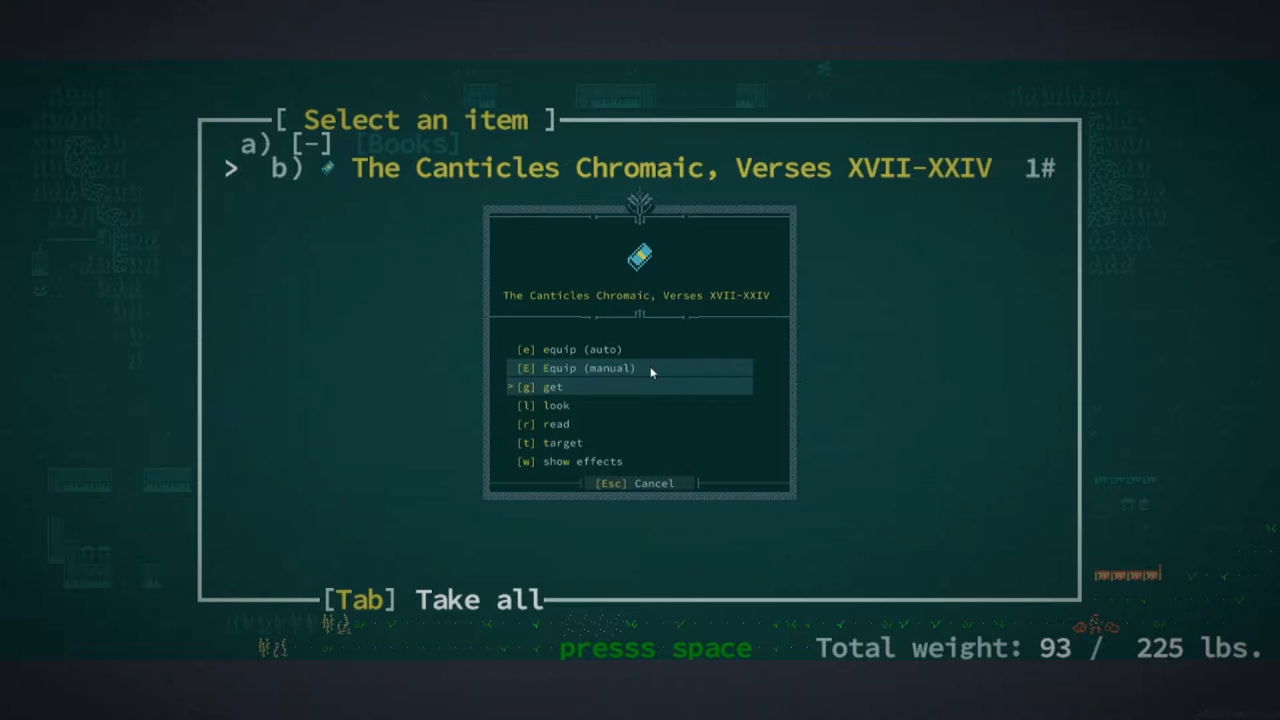 [ Select an item ]
a) [-] [Books]
> b) The Canticles Chromaic, Verses XVII-XXIV 1#
The Canticles Chromaic, Verses XVII-XXIV
[e] equip (auto)
[E] Equip (manual)
> [g] get
[l] look
[r] read
[t] target
[w] show effects
[Esc] Cancel
[Tab] Take all
presss space
Total weight: 93 / 225 lbs.